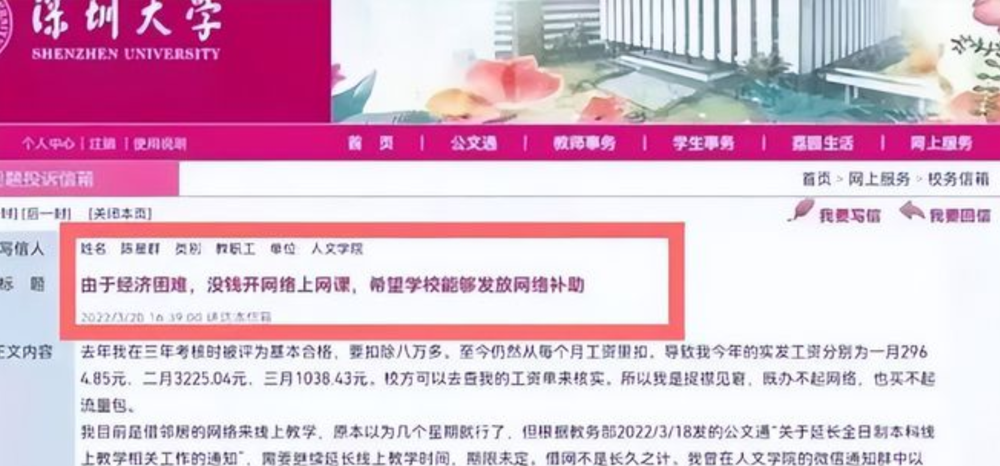 深圳大学
SHENZHEN UNIVERSITY
个人中心 | 注销 | 使用说明 首 页 | 公文通 | 教师事务 | 学生事务 | 荔园生活 | 网上服务
题投诉信箱
首页 > 网上服务 > 校务信箱
封] [后一封] [关闭本页]
我要写信 我要回信
写信人 姓名 陈星群 类别 教职工 单位 人文学院
标 题 由于经济困难，没钱开网络上网课，希望学校能够发放网络补助
2022/3/20 16:39:00 送达本信箱
正文内容 去年我在三年考核时被评为基本合格，要扣除八万多。至今仍然从每个月工资里扣，导致我今年的实发工资分别为一月296
4.85元，二月3225.04元，三月1038.43元。校方可以去查我的工资单来核实。所以我是捉襟见窘，既办不起网络，也买不起
流量包。
我目前是借邻居的网络来线上教学，原本以为几个星期就行了，但根据教务部2022/3/18发的公文通“关于延长全日制本科线
上教学相关工作的通知”，需要继续延长线上教学时间，期限未定。借网不是长久之计。我曾在人文学院的微信通知群中以